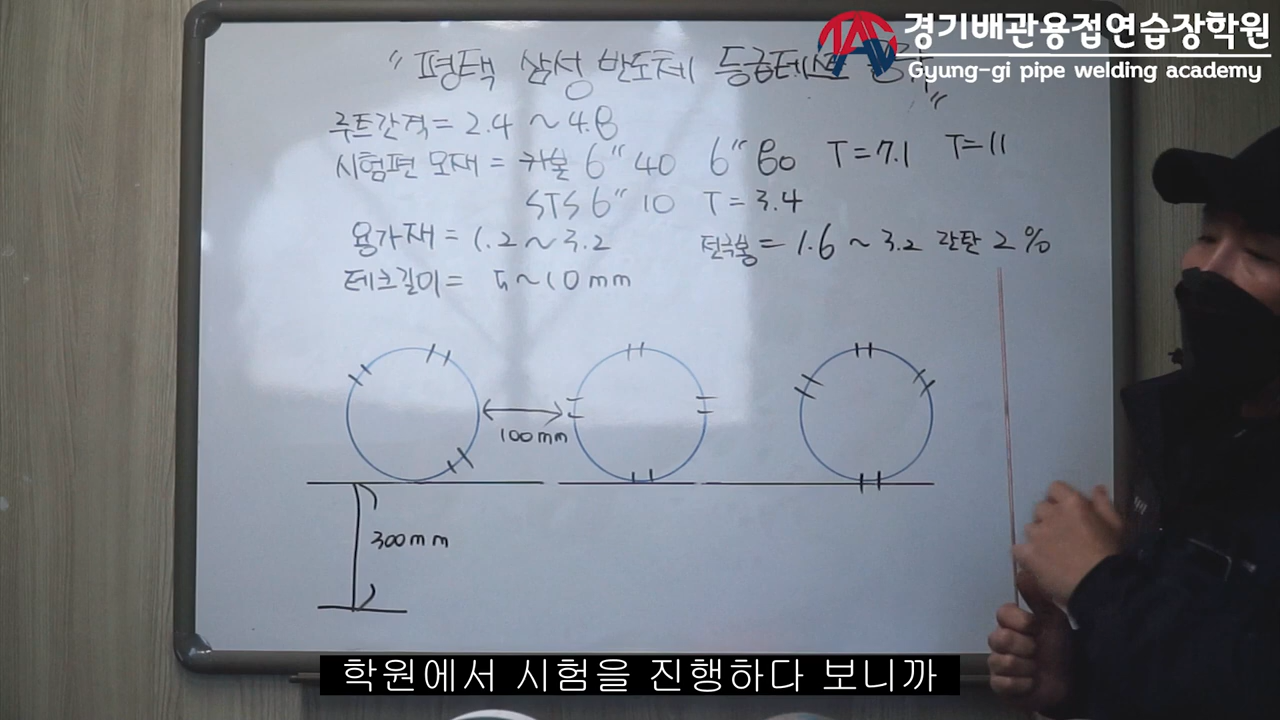 경기배관용접연습장학원
Gyung-gi pipe welding academy
" 평택 삼성 반도체 등급테스트 "
루트간격 = 2.4 ~ 4.8
시험편 모재 = 카본 6" 40 6" 80 T = 7.1 T = 11
STS 6" 10 T = 3.4
용가재 = 1.2 ~ 3.2 전극봉 = 1.6 ~ 3.2 란탄 2 %
테크길이 = 5 ~ 10 mm
100 mm
300 m m
학원에서 시험을 진행하다 보니까